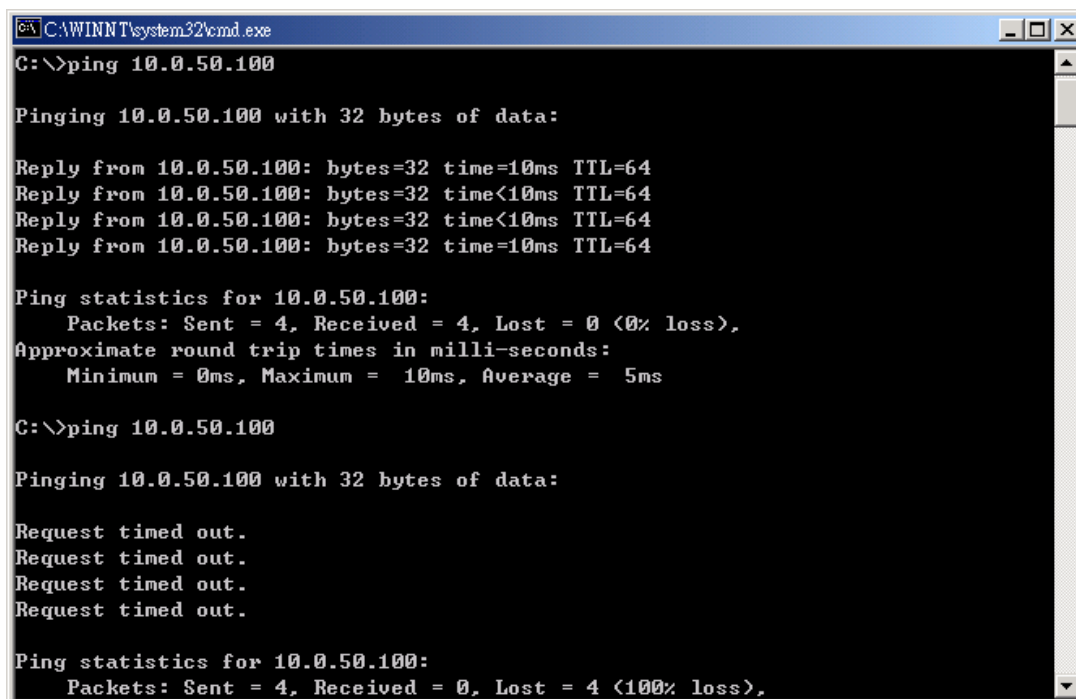 C:\WINNT\system32\cmd.exe
C:\>ping 10.0.50.100
Pinging 10.0.50.100 with 32 bytes of data:
Reply from 10.0.50.100: bytes=32 time=10ms TTL=64
Reply from 10.0.50.100: bytes=32 time<10ms TTL=64
Reply from 10.0.50.100: bytes=32 time<10ms TTL=64
Reply from 10.0.50.100: bytes=32 time=10ms TTL=64
Ping statistics for 10.0.50.100:
    Packets: Sent = 4, Received = 4, Lost = 0 (0% loss),
Approximate round trip times in milli-seconds:
    Minimum = 0ms, Maximum =  10ms, Average =  5ms
C:\>ping 10.0.50.100
Pinging 10.0.50.100 with 32 bytes of data:
Request timed out.
Request timed out.
Request timed out.
Request timed out.
Ping statistics for 10.0.50.100:
    Packets: Sent = 4, Received = 0, Lost = 4 (100% loss),